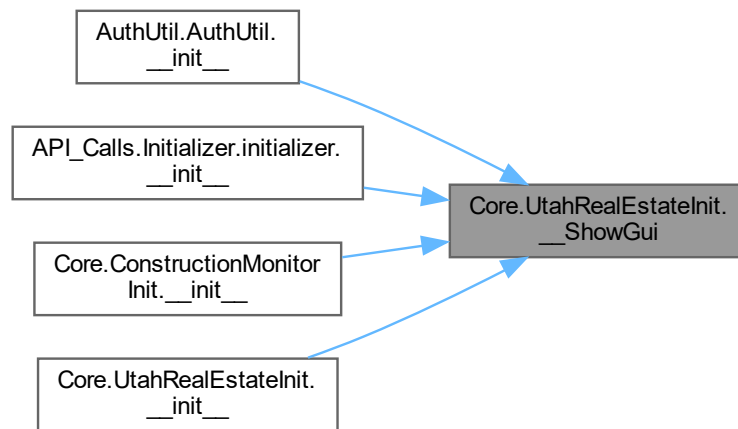 AuthUtil.AuthUtil.
__init__
API_Calls.Initializer.initializer.
__init__
Core.UtahRealEstateInit.
__ShowGui
Core.ConstructionMonitor
Init.__init__
Core.UtahRealEstateInit.
__init__